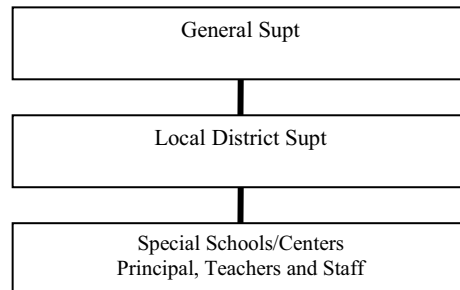 General Supt
Local District Supt
Special Schools/Centers
Principal, Teachers and Staff